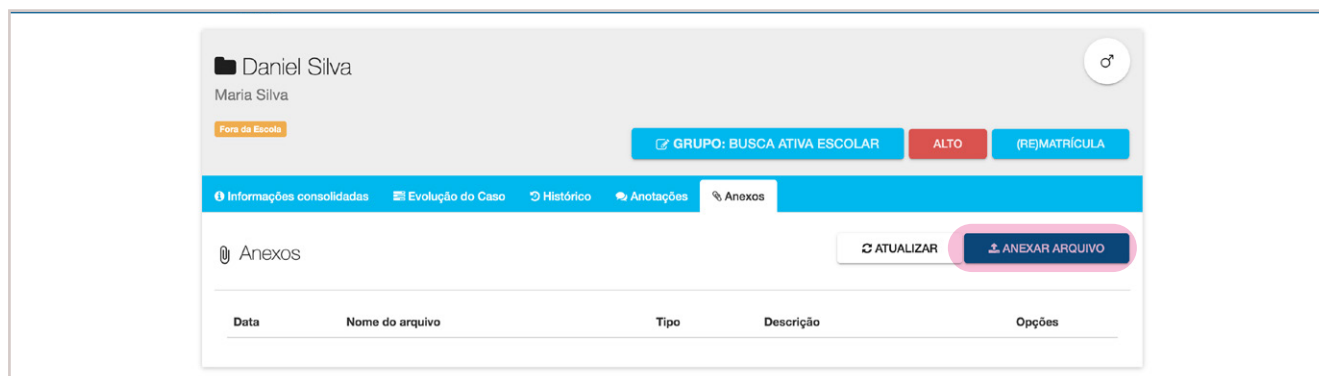 Daniel Silva
Maria Silva
Fora da Escola
GRUPO: BUSCA ATIVA ESCOLAR ALTO (RE)MATRÍCULA
Informações consolidadas Evolução do Caso Histórico Anotações Anexos
Anexos ATUALIZAR ANEXAR ARQUIVO
Data Nome do arquivo Tipo Descrição Opções